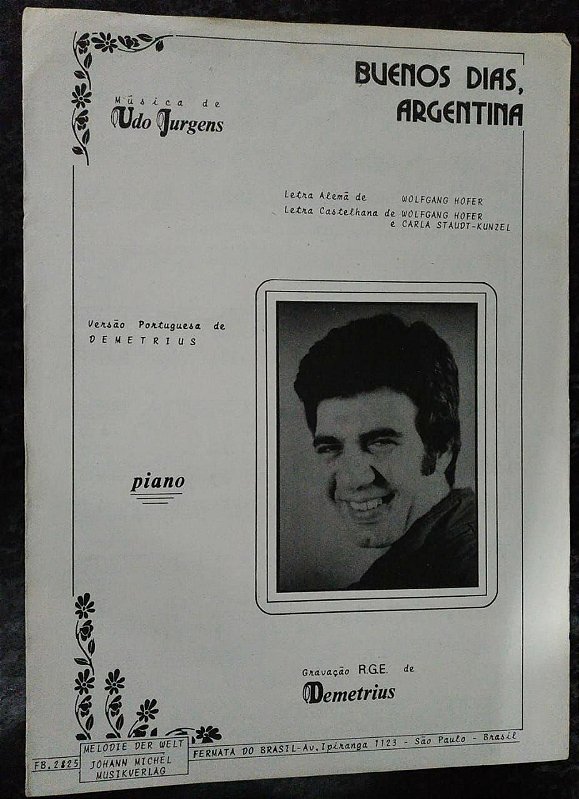 BUENOS DIAS,
ARGENTINA
Música de
Udo Jurgens
Letra Alemã de WOLFGANG HOFER
Letra Castelhana de WOLFGANG HOFER
e CARLA STAUDT-KUNZEL
Versão Portuguesa de
DEMETRIUS
piano
Gravação R.G.E. de
Demetrius
FB.2825
MELODIE DER WELT
JOHANN MICHEL
MUSIKVERLAG
FERMATA DO BRASIL-Av.Ipiranga 1123 - São Paulo - Brasil